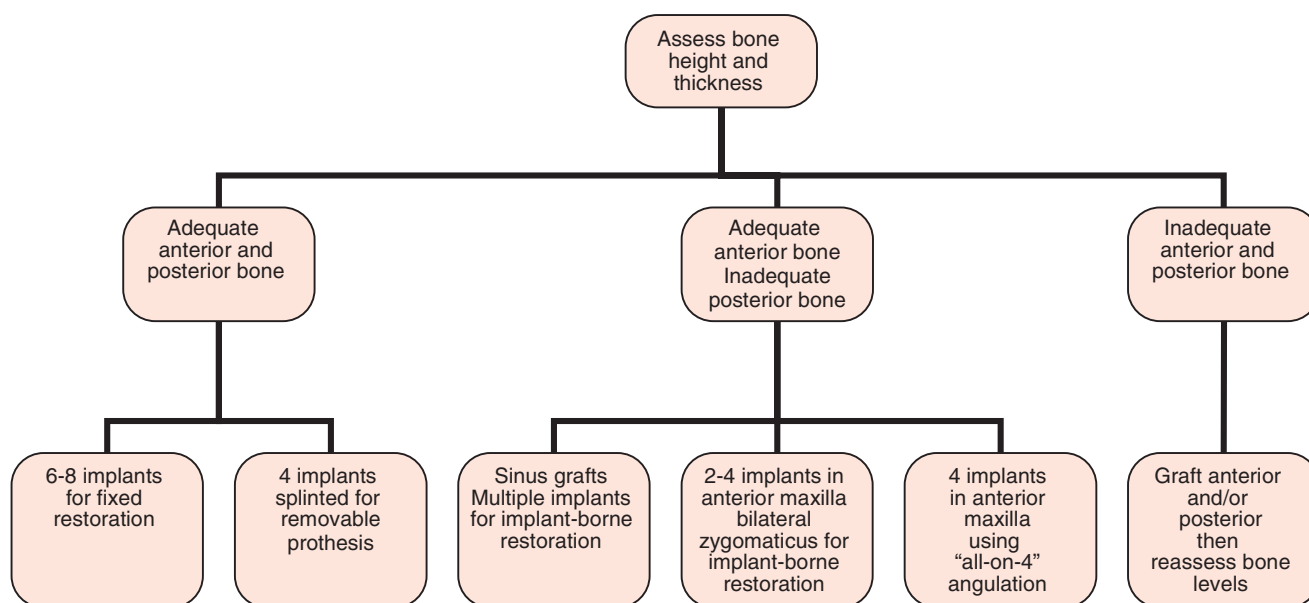 Assess bone
height and
thickness
Adequate
anterior and
posterior bone
Adequate
anterior bone
Inadequate
posterior bone
Inadequate
anterior and
posterior bone
6-8 implants
for fixed
restoration
4 implants
splinted for
removable
prothesis
Sinus grafts
Multiple implants
for implant-borne
restoration
2-4 implants in
anterior maxilla
bilateral
zygomaticus for
implant-borne
restoration
4 implants
in anterior
maxilla
using
“all-on-4”
angulation
Graft anterior
and/or
posterior
then
reassess bone
levels